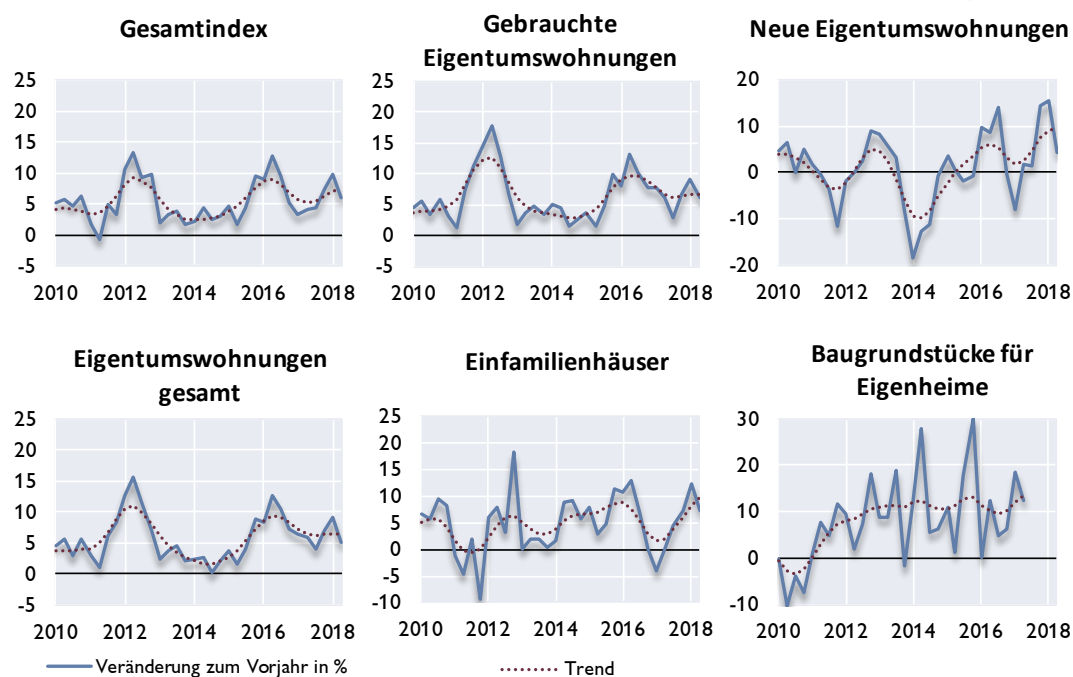 Gesamtindex
Gebrauchte
Eigentumswohnungen
Neue Eigentumswohnungen
25
20
15
10
5
0
-5
2010 2012 2014 2016 2018
25
20
15
10
5
0
-5
2010 2012 2014 2016 2018
20
10
0
-10
-20
2010 2012 2014 2016 2018
Eigentumswohnungen
gesamt
Einfamilienhäuser
Baugrundstücke für
Eigenheime
25
20
15
10
5
0
-5
2010 2012 2014 2016 2018
25
20
15
10
5
0
-5
-10
2010 2012 2014 2016 2018
30
20
10
0
-10
2010 2012 2014 2016 2018
Veränderung zum Vorjahr in %
Trend